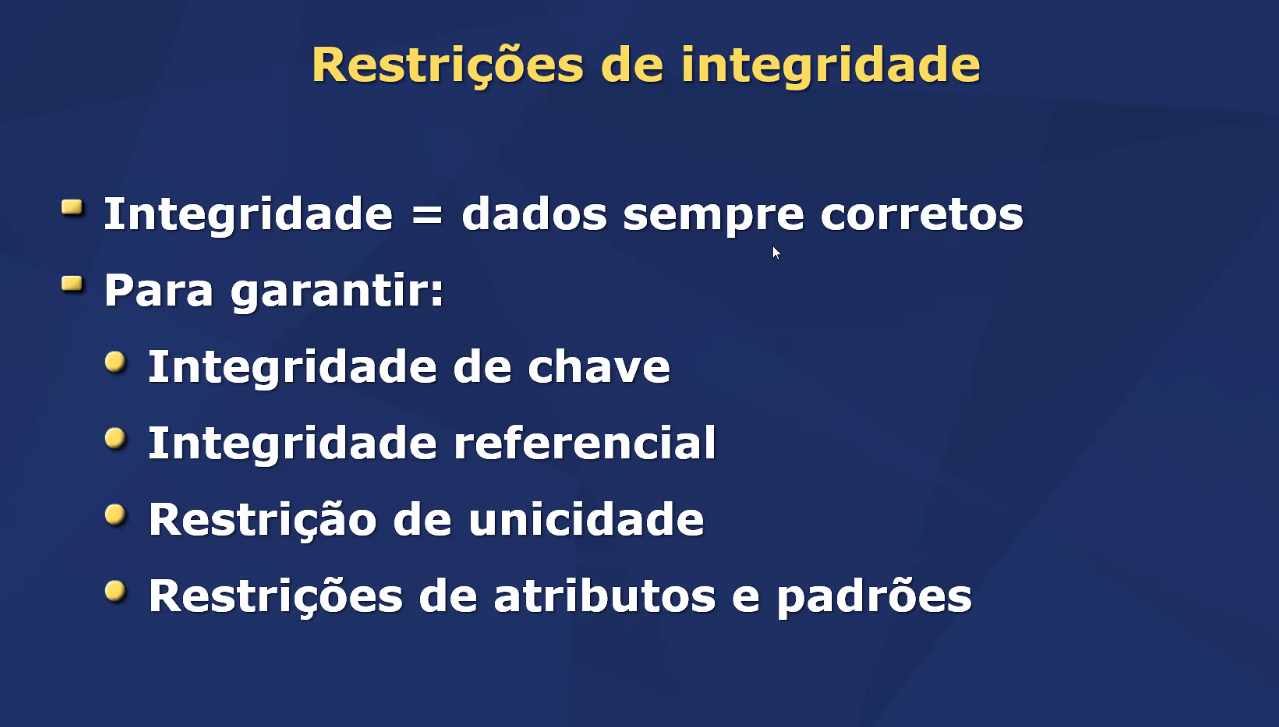 Restrições de integridade
Integridade = dados sempre corretos
Para garantir:
Integridade de chave
Integridade referencial
Restrição de unicidade
Restrições de atributos e padrões